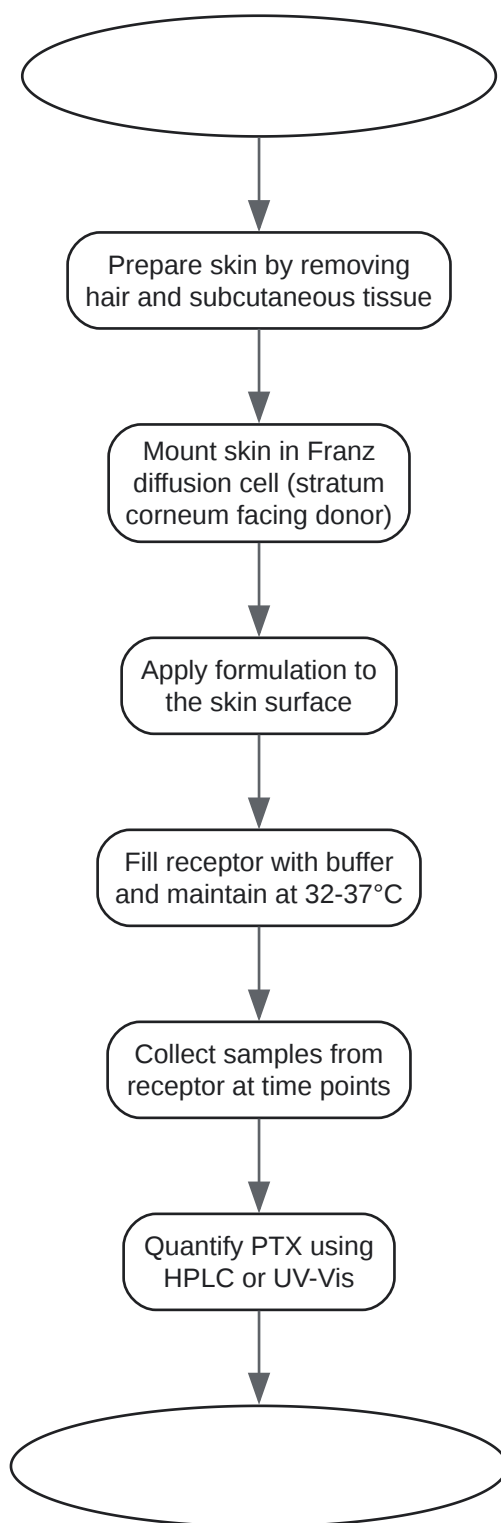 Prepare skin by removing
hair and subcutaneous tissue
Mount skin in Franz
diffusion cell (stratum
corneum facing donor)
Apply formulation to
the skin surface
Fill receptor with buffer
and maintain at 32-37°C
Collect samples from
receptor at time points
Quantify PTX using
HPLC or UV-Vis